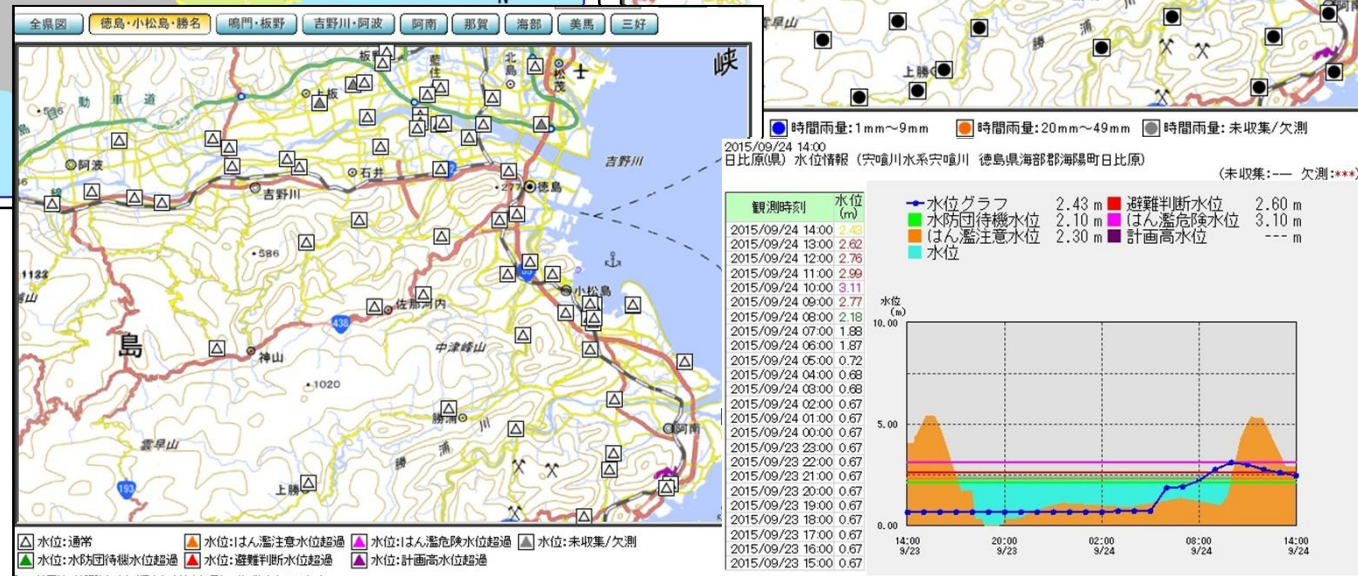 全県図 徳島・小松島・勝名 鳴門・板野 吉野川・阿波 阿南 那賀 海部 美馬 三好
峡
板野
藍住
北島
松茂
上板
動車道
・586
阿波
石井
吉野川
吉野川
・277
徳島
・586
1122
小松島
佐那河内
438
島
神山
中津峰山
・1020
勝浦
阿南
雲早山
勝浦川
193
上勝
水位:通常 水位:はん濫注意水位超過 水位:はん濫危険水位超過 水位:未収集/欠測
水位:水防団待機水位超過 水位:避難判断水位超過 水位:計画高水位超過
雲早山
勝浦川
上勝
時間雨量:1mm～9mm 時間雨量:20mm～49mm 時間雨量:未収集/欠測
2015/09/24 14:00
日比原(県) 水位情報 (宍喰川水系宍喰川 徳島県海部郡海陽町日比原)
(未収集:--- 欠測:***)
観測時刻 水位(m)
2015/09/24 14:00 2.43
2015/09/24 13:00 2.62
2015/09/24 12:00 2.76
2015/09/24 11:00 2.99
2015/09/24 10:00 3.11
2015/09/24 09:00 2.77
2015/09/24 08:00 2.18
2015/09/24 07:00 1.88
2015/09/24 06:00 1.87
2015/09/24 05:00 0.72
2015/09/24 04:00 0.68
2015/09/24 03:00 0.68
2015/09/24 02:00 0.67
2015/09/24 01:00 0.67
2015/09/24 00:00 0.67
2015/09/23 23:00 0.67
2015/09/23 22:00 0.67
2015/09/23 21:00 0.67
2015/09/23 20:00 0.67
2015/09/23 19:00 0.67
2015/09/23 18:00 0.67
2015/09/23 17:00 0.67
2015/09/23 16:00 0.67
2015/09/23 15:00 0.67
水位グラフ 2.43 m 避難判断水位 2.60 m
水防団待機水位 2.10 m はん濫危険水位 3.10 m
はん濫注意水位 2.30 m 計画高水位 --- m
水位
水位
(m)
10.00
5.00
0.00
14:00 20:00 02:00 08:00 14:00
9/23 9/23 9/24 9/24 9/24